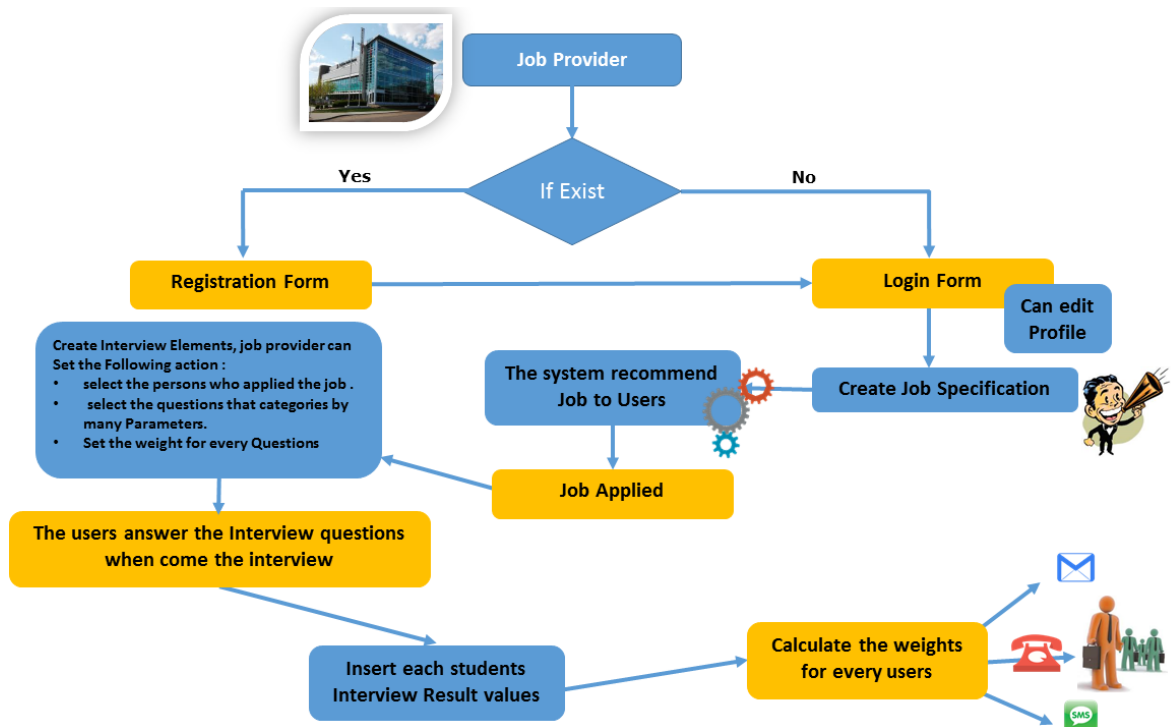 Job Provider
If Exist
Yes
No
Registration Form
Login Form
Can edit
Profile
Create Interview Elements, job provider can
Set the Following action :
• select the persons who applied the job .
• select the questions that categories by
many Parameters.
• Set the weight for every Questions
The system recommend
Job to Users
Create Job Specification
Job Applied
The users answer the Interview questions
when come the interview
Insert each students
Interview Result values
Calculate the weights
for every users
SMS